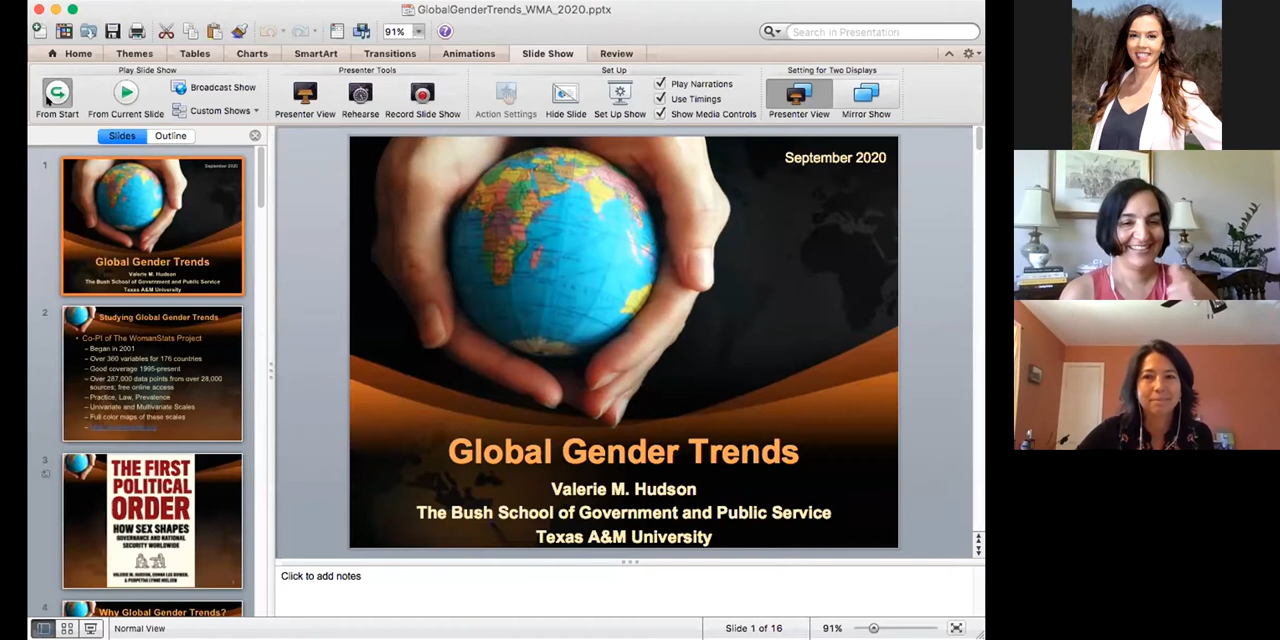 GlobalGenderTrends_WMA_2020.pptx
91%
Search in Presentation
Home Themes Tables Charts SmartArt Transitions Animations Slide Show Review
Play Slide Show Presenter Tools Set Up Setting for Two Displays
Broadcast Show
Play Narrations
Use Timings
Custom Shows
From Start From Current Slide Presenter View Rehearse Record Slide Show Action Settings Hide Slide Set Up Show Show Media Controls Presenter View Mirror Show
Slides Outline
1
September 2020
Global Gender Trends
Valerie M. Hudson
The Bush School of Government and Public Service
Texas A&M University
2
Studying Global Gender Trends
• Co-PI of The WomanStats Project
– Began in 2001
– Over 360 variables for 176 countries
– Good coverage 1995-present
– Over 287,000 data points from over 28,000
sources; free online access
– Practice, Law, Prevalence
– Univariate and Multivariate Scales
– Full color maps of these scales
3
THE FIRST
POLITICAL
ORDER
HOW SEX SHAPES
GOVERNANCE AND NATIONAL
SECURITY WORLDWIDE
VALERIE M. HUDSON, DONNA LEE BOWEN,
& PERPETUA LYNNE NIELSEN
4
Why Global Gender Trends?
September 2020
Global Gender Trends
Valerie M. Hudson
The Bush School of Government and Public Service
Texas A&M University
Click to add notes
Normal View
Slide 1 of 16
91%